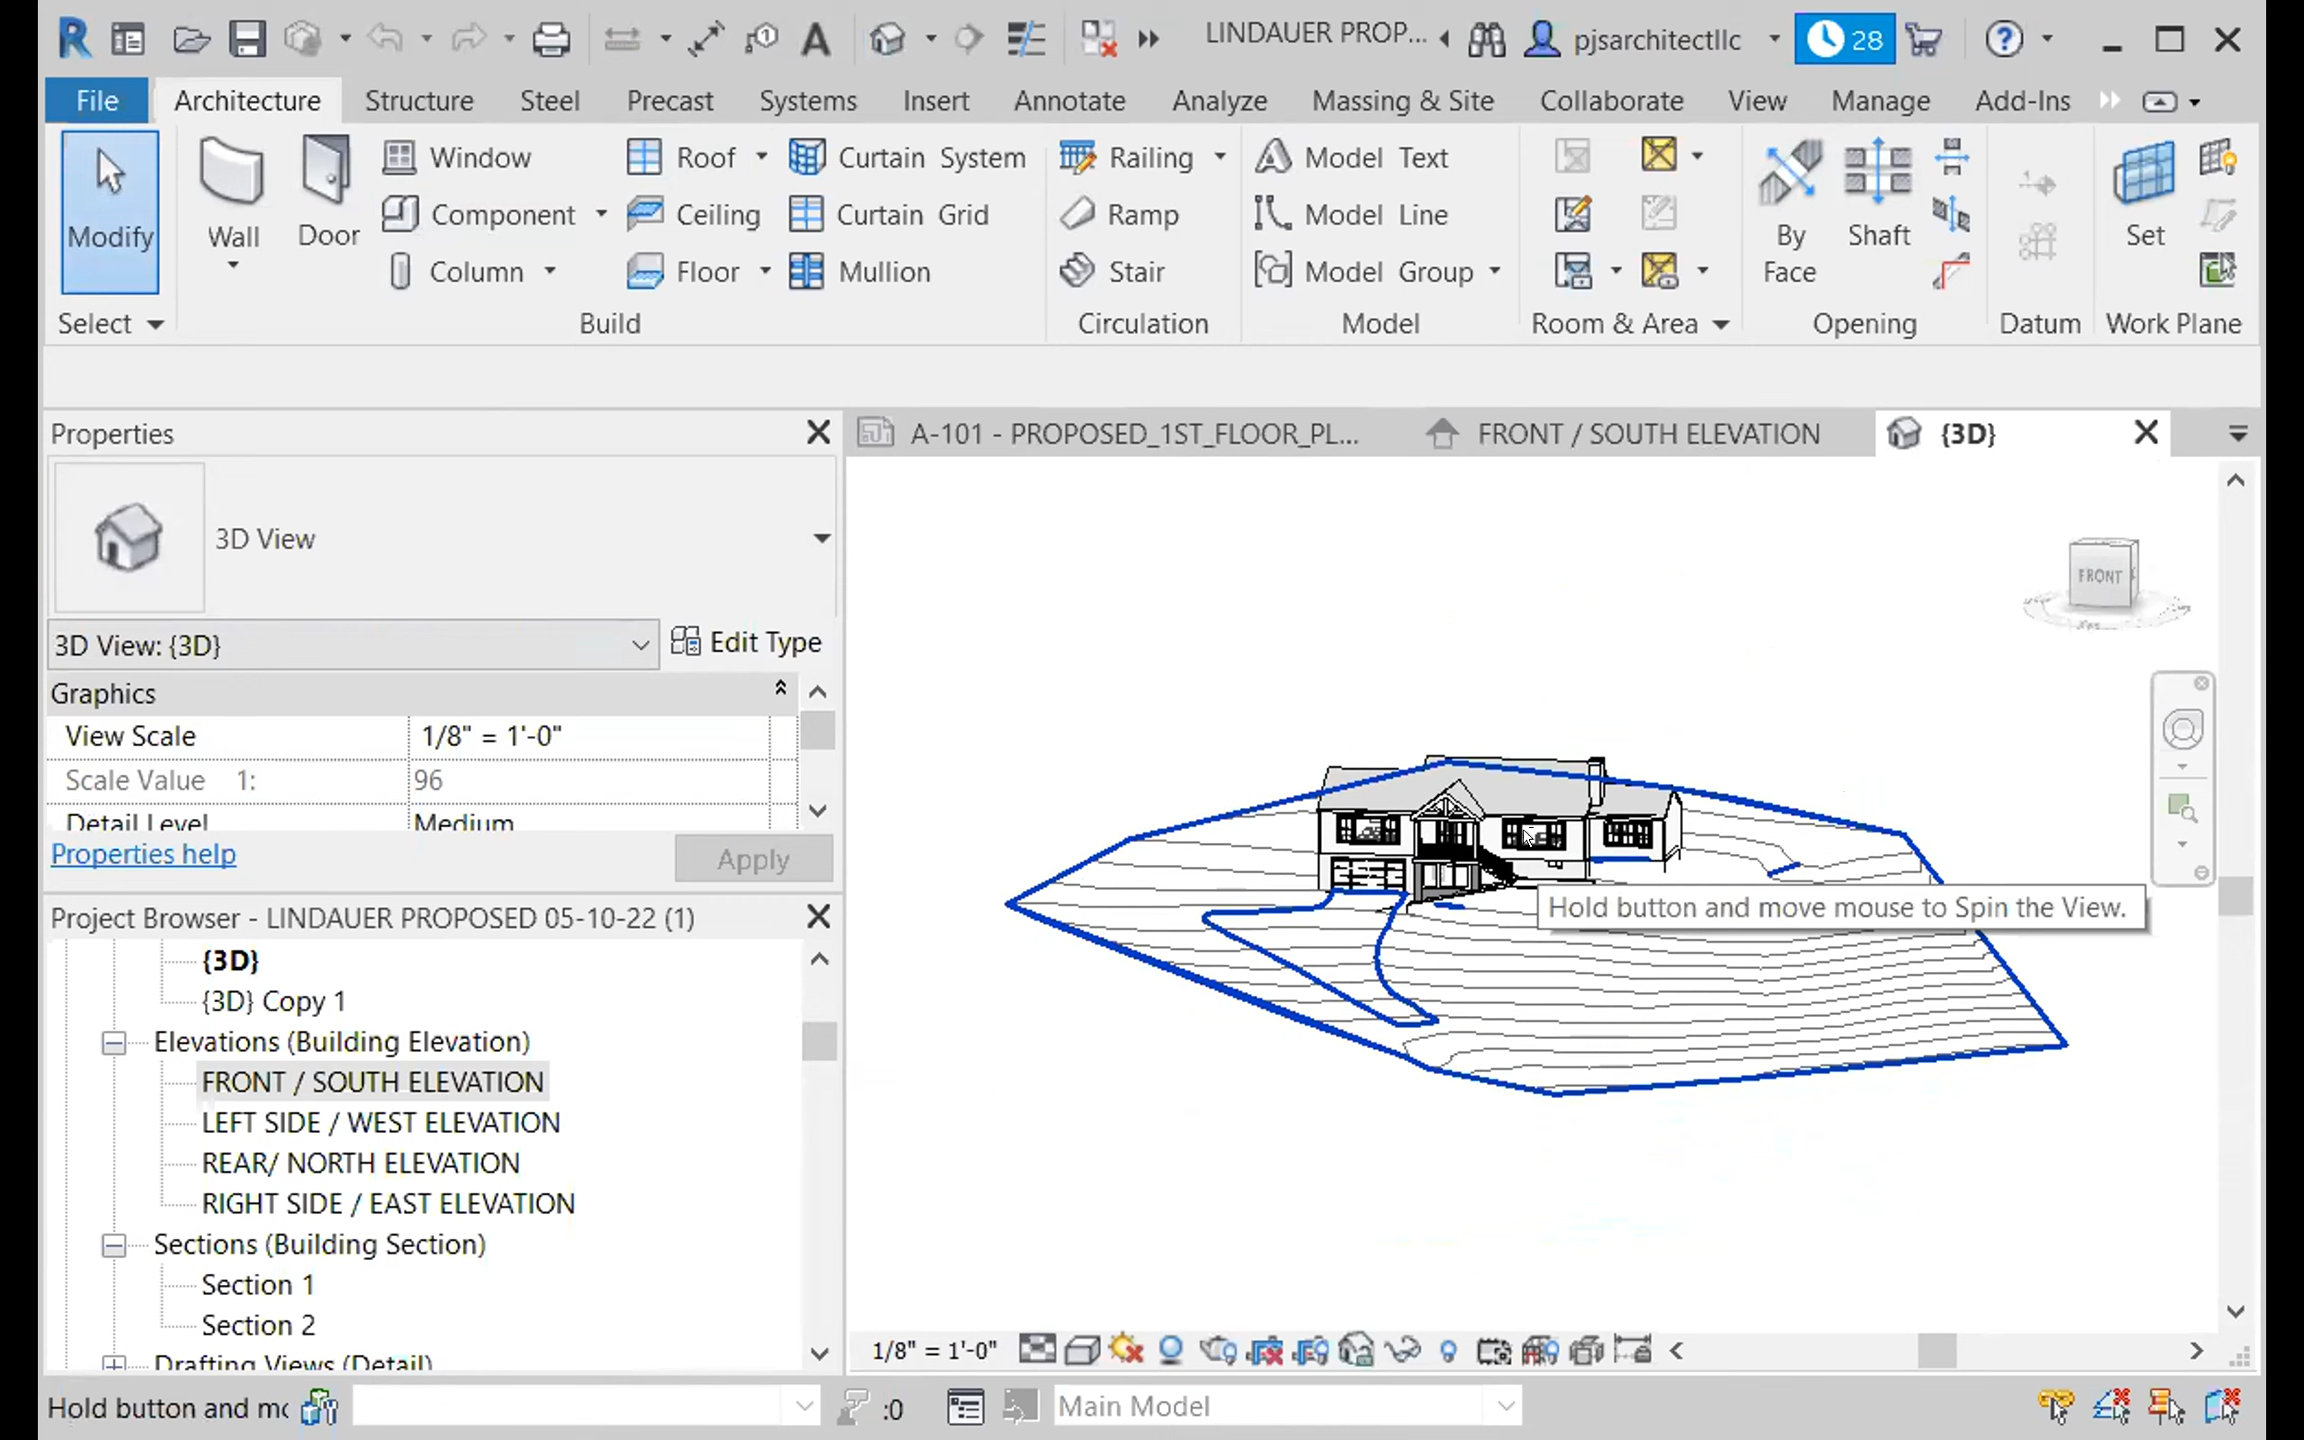 LINDAUER PROP...
pjsarchitectllc
28
File Architecture Structure Steel Precast Systems Insert Annotate Analyze Massing & Site Collaborate View Manage Add-Ins
Modify
Wall
Door
Window
Component
Column
Roof
Ceiling
Floor
Curtain System
Curtain Grid
Mullion
Railing
Ramp
Stair
Model Text
Model Line
Model Group
By
Face
Shaft
Set
Select
Build
Circulation
Model
Room & Area
Opening
Datum
Work Plane
Properties
A-101 - PROPOSED_1ST_FLOOR_PL...
FRONT / SOUTH ELEVATION
{3D}
3D View
3D View: {3D}
Edit Type
Graphics
View Scale 1/8" = 1'-0"
Scale Value 1: 96
Detail Level Medium
Properties help
Apply
FRONT
Hold button and move mouse to Spin the View.
Project Browser - LINDAUER PROPOSED 05-10-22 (1)
{3D}
{3D} Copy 1
Elevations (Building Elevation)
FRONT / SOUTH ELEVATION
LEFT SIDE / WEST ELEVATION
REAR/ NORTH ELEVATION
RIGHT SIDE / EAST ELEVATION
Sections (Building Section)
Section 1
Section 2
Drafting Views (Detail)
1/8" = 1'-0"
Hold button and mc
:0
Main Model